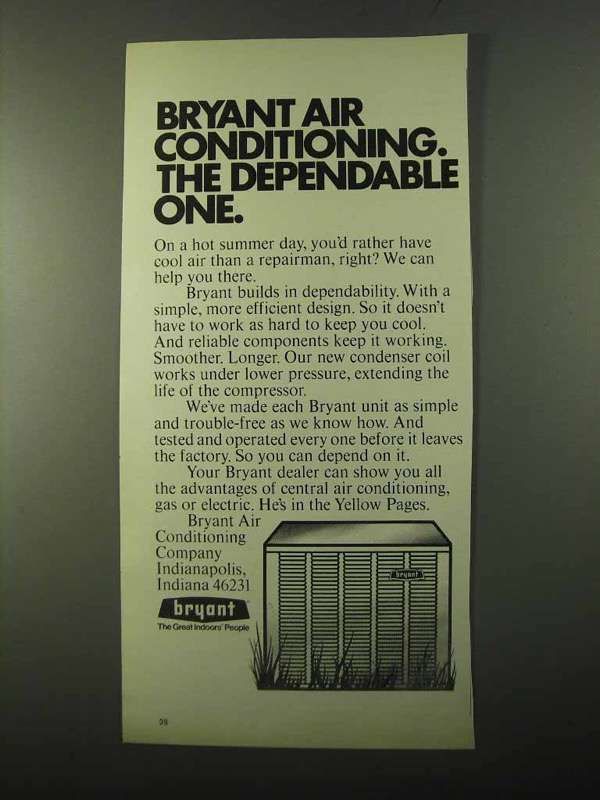 BRYANT AIR
CONDITIONING.
THE DEPENDABLE
ONE.
On a hot summer day, you'd rather have
cool air than a repairman, right? We can
help you there.
Bryant builds in dependability. With a
simple, more efficient design. So it doesn't
have to work as hard to keep you cool.
And reliable components keep it working.
Smoother. Longer. Our new condenser coil
works under lower pressure, extending the
life of the compressor.
We've made each Bryant unit as simple
and trouble-free as we know how. And
tested and operated every one before it leaves
the factory. So you can depend on it.
Your Bryant dealer can show you all
the advantages of central air conditioning,
gas or electric. He's in the Yellow Pages.
Bryant Air
Conditioning
Company
Indianapolis,
Indiana 46231
bryant
The Great Indoors' People
bryant